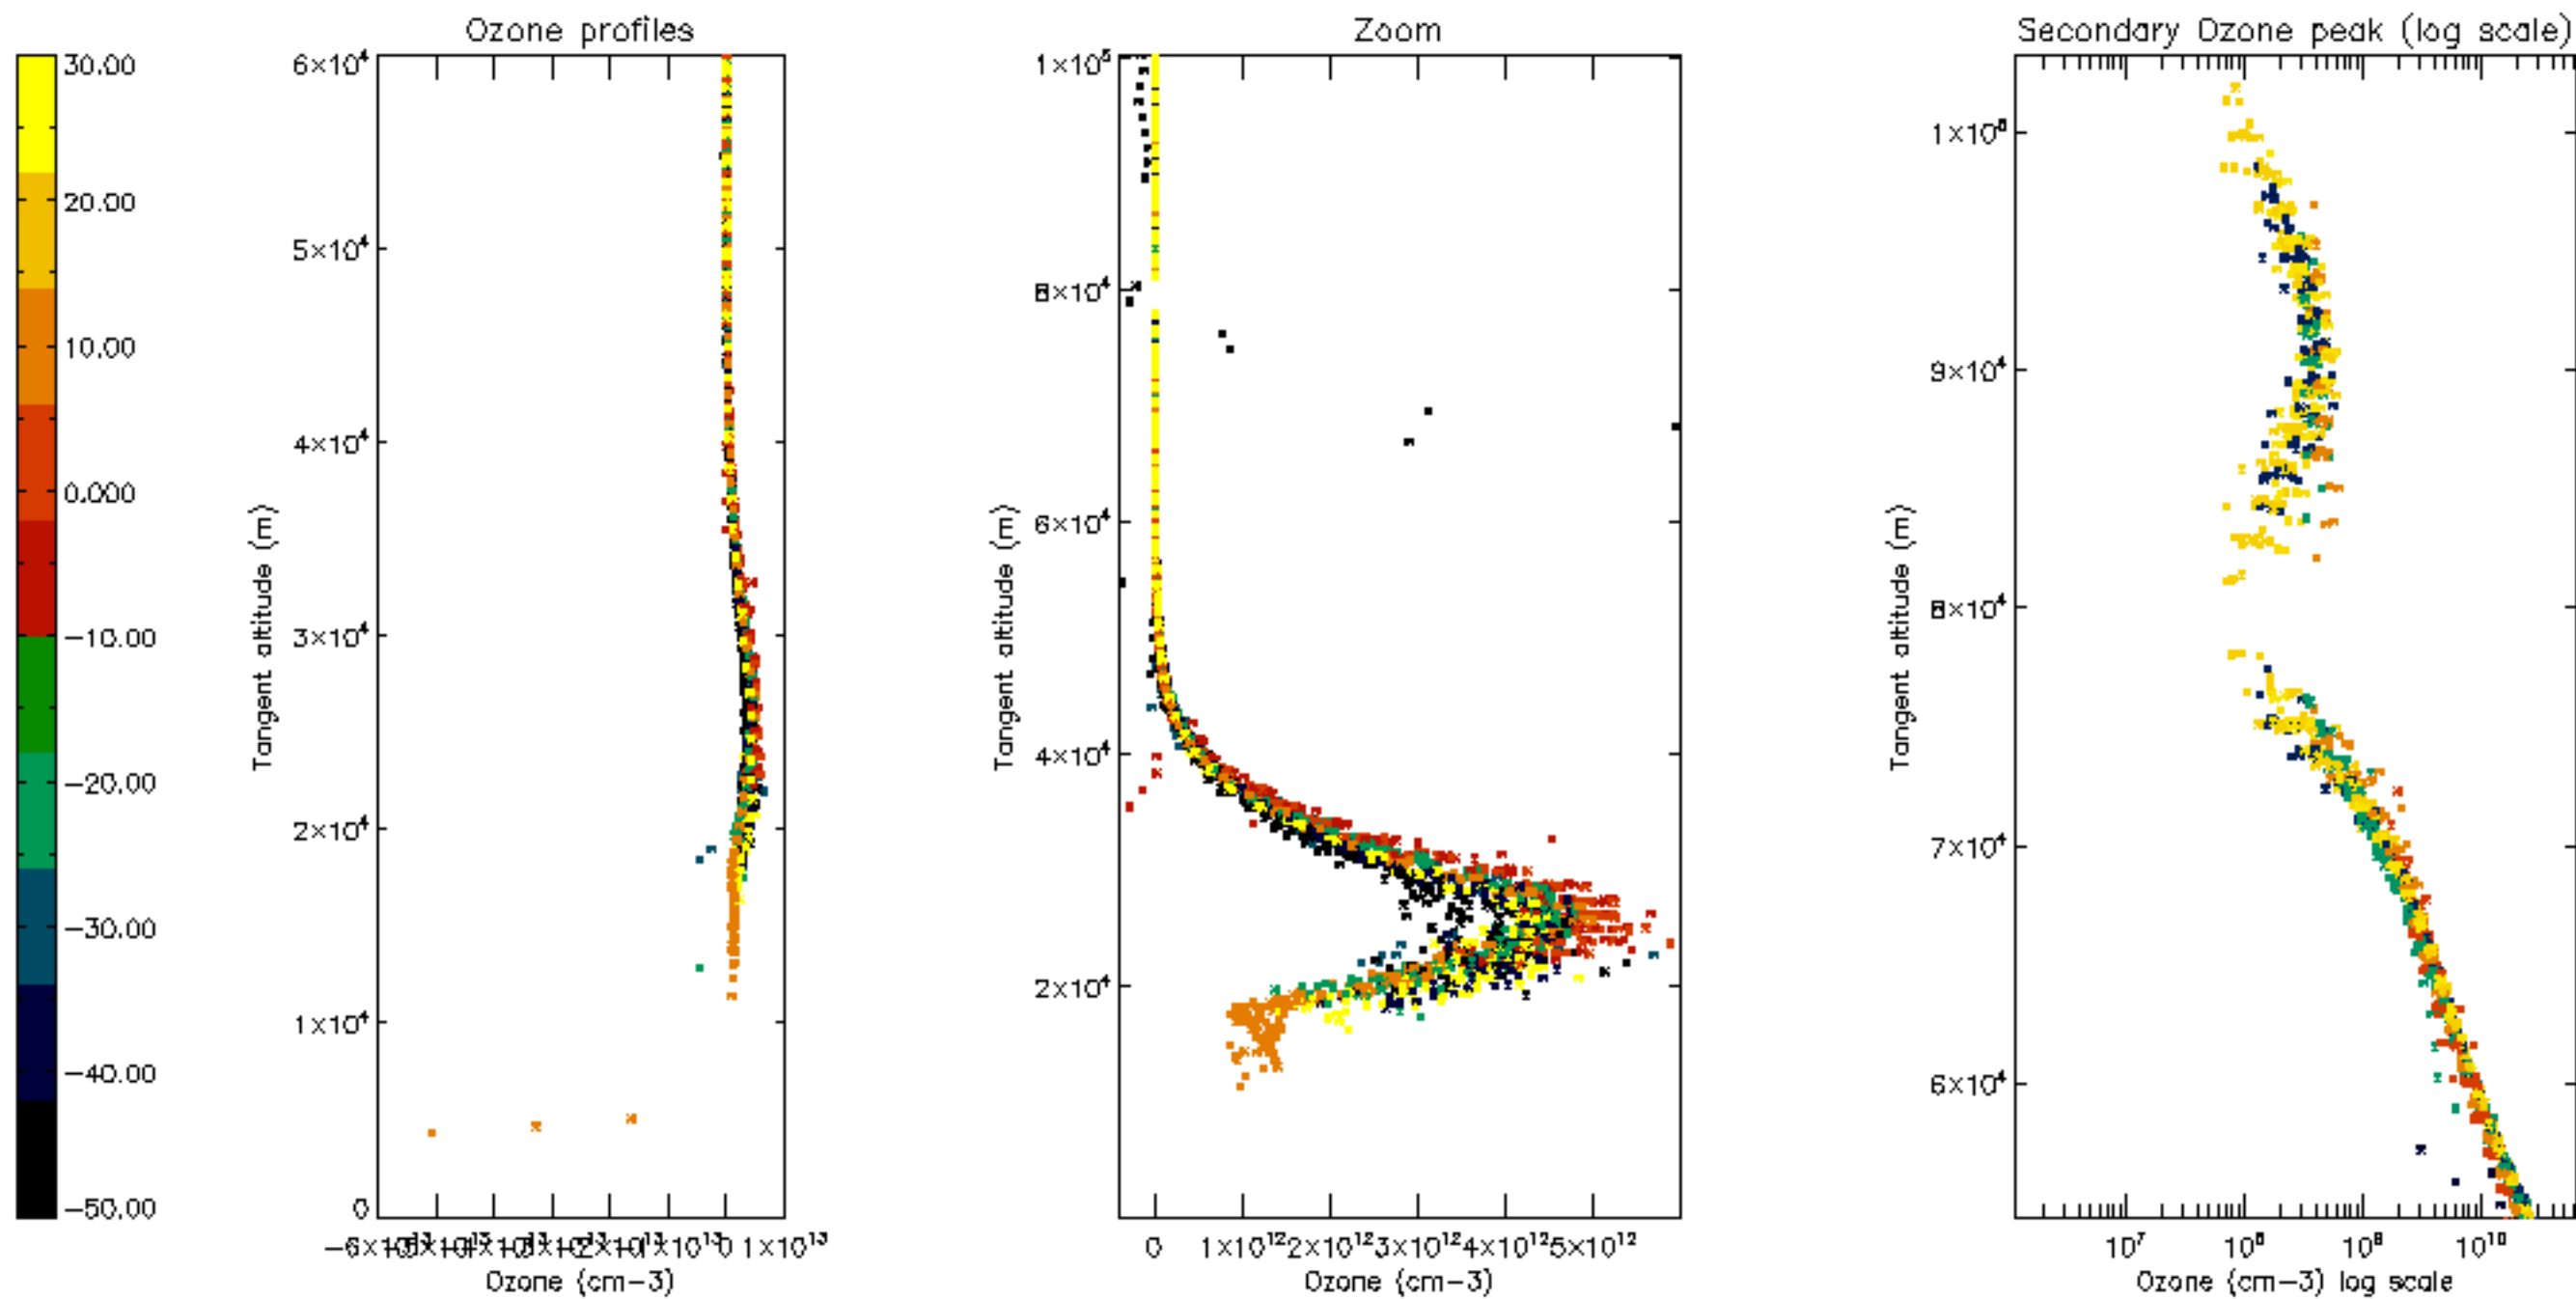 Ozone profiles
Zoom
Secondary Ozone peak (log scale)
30.00
20.00
10.00
0.000
−10.00
−20.00
−30.00
−40.00
−50.00
6×10⁴
5×10⁴
4×10⁴
3×10⁴
2×10⁴
1×10⁴
0
Tangent altitude (m)
0 1×10¹³
Ozone (cm−3)
1×10⁵
8×10⁴
6×10⁴
4×10⁴
2×10⁴
Tangent altitude (m)
0 1×10¹² 2×10¹² 3×10¹² 4×10¹² 5×10¹²
Ozone (cm−3)
9×10⁴
8×10⁴
7×10⁴
6×10⁴
Tangent altitude (m)
10⁷ 10⁸ 10⁹ 10¹⁰
Ozone (cm−3) log scale